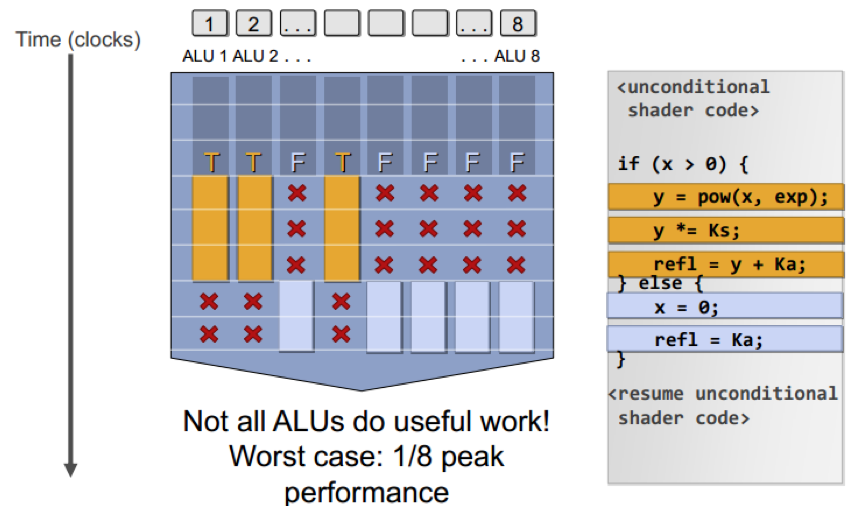 1 2 ... ... 8
Time (clocks)
ALU 1 ALU 2 . . . . . . ALU 8
T T F T F F F F
<unconditional
shader code>
if (x > 0) {
y = pow(x, exp);
y *= Ks;
refl = y + Ka;
} else {
x = 0;
refl = Ka;
}
<resume unconditional
shader code>
Not all ALUs do useful work!
Worst case: 1/8 peak
performance